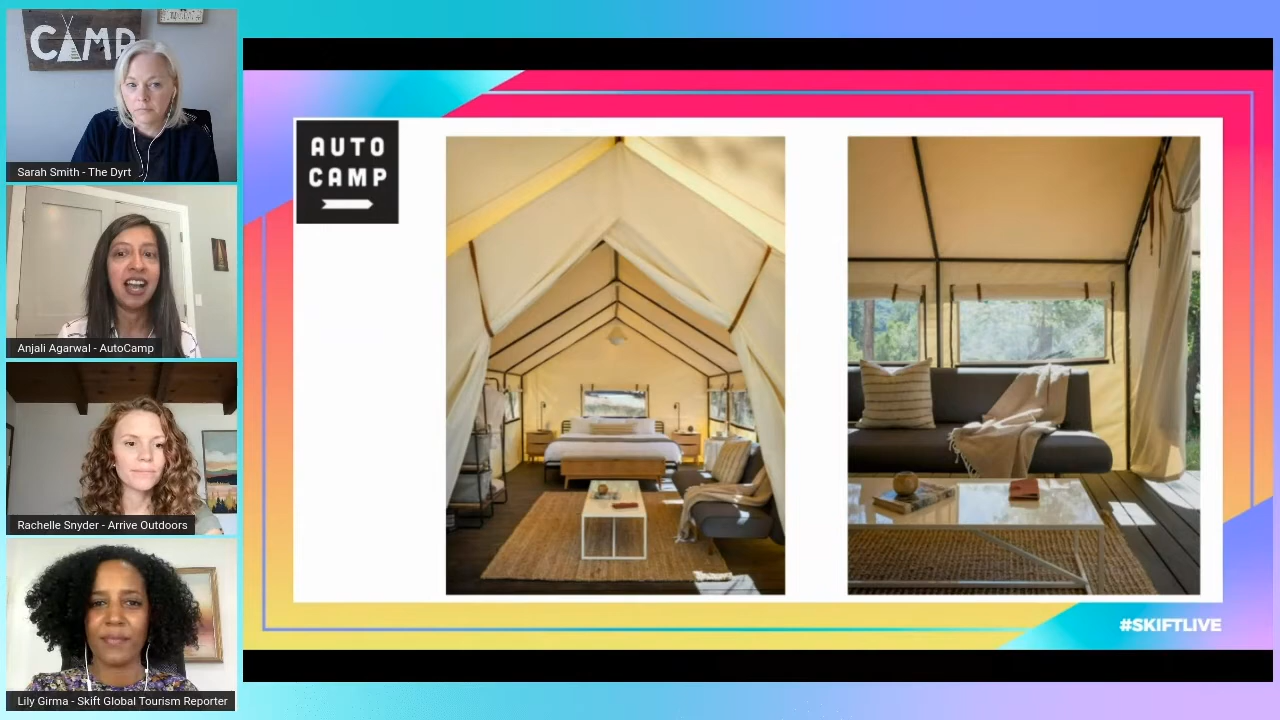 CAMP
Sarah Smith - The Dyrt
Anjali Agarwal - AutoCamp
Rachelle Snyder - Arrive Outdoors
Lily Girma - Skift Global Tourism Reporter
AUTO
CAMP
#SKIFTLIVE